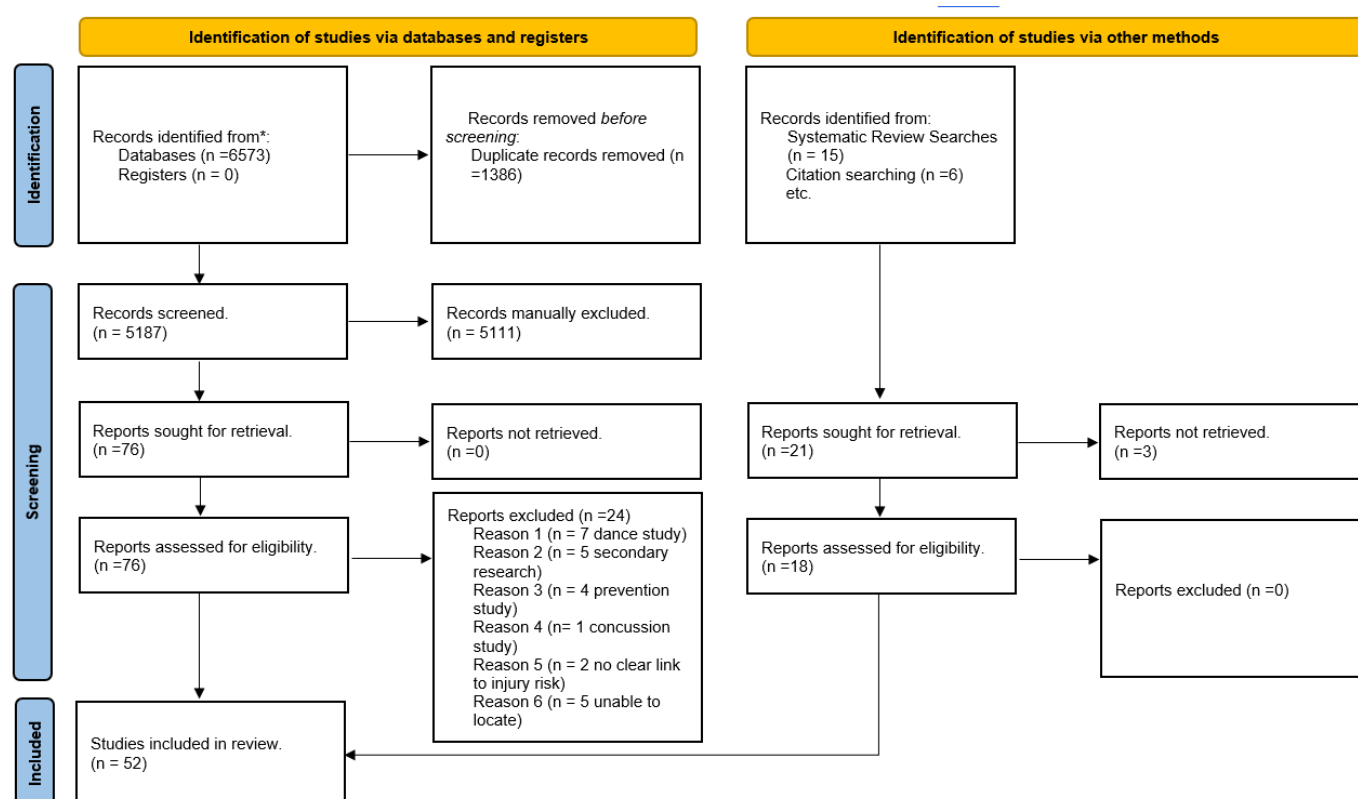 Identification of studies via databases and registers
Identification of studies via other methods
Identification
Records identified from*:
Databases (n =6573)
Registers (n = 0)
Records removed before
screening:
Duplicate records removed (n
=1386)
Records identified from:
Systematic Review Searches
(n = 15)
Citation searching (n =6)
etc.
Screening
Records screened.
(n = 5187)
Records manually excluded.
(n = 5111)
Reports sought for retrieval.
(n =76)
Reports not retrieved.
(n =0)
Reports sought for retrieval.
(n =21)
Reports not retrieved.
(n =3)
Reports assessed for eligibility.
(n =76)
Reports excluded (n =24)
Reason 1 (n = 7 dance study)
Reason 2 (n = 5 secondary
research)
Reason 3 (n = 4 prevention
study)
Reason 4 (n= 1 concussion
study)
Reason 5 (n = 2 no clear link
to injury risk)
Reason 6 (n = 5 unable to
locate)
Reports assessed for eligibility.
(n =18)
Reports excluded (n =0)
Included
Studies included in review.
(n = 52)